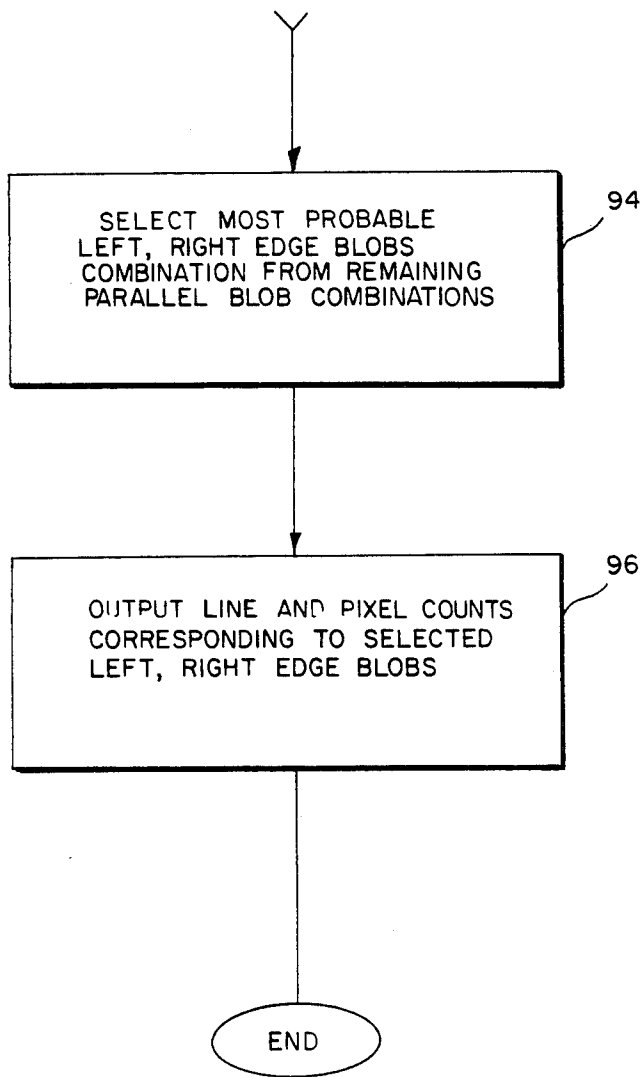 94
SELECT MOST PROBABLE
LEFT, RIGHT EDGE BLOBS
COMBINATION FROM REMAINING
PARALLEL BLOB COMBINATIONS
96
OUTPUT LINE AND PIXEL COUNTS
CORRESPONDING TO SELECTED
LEFT, RIGHT EDGE BLOBS
END